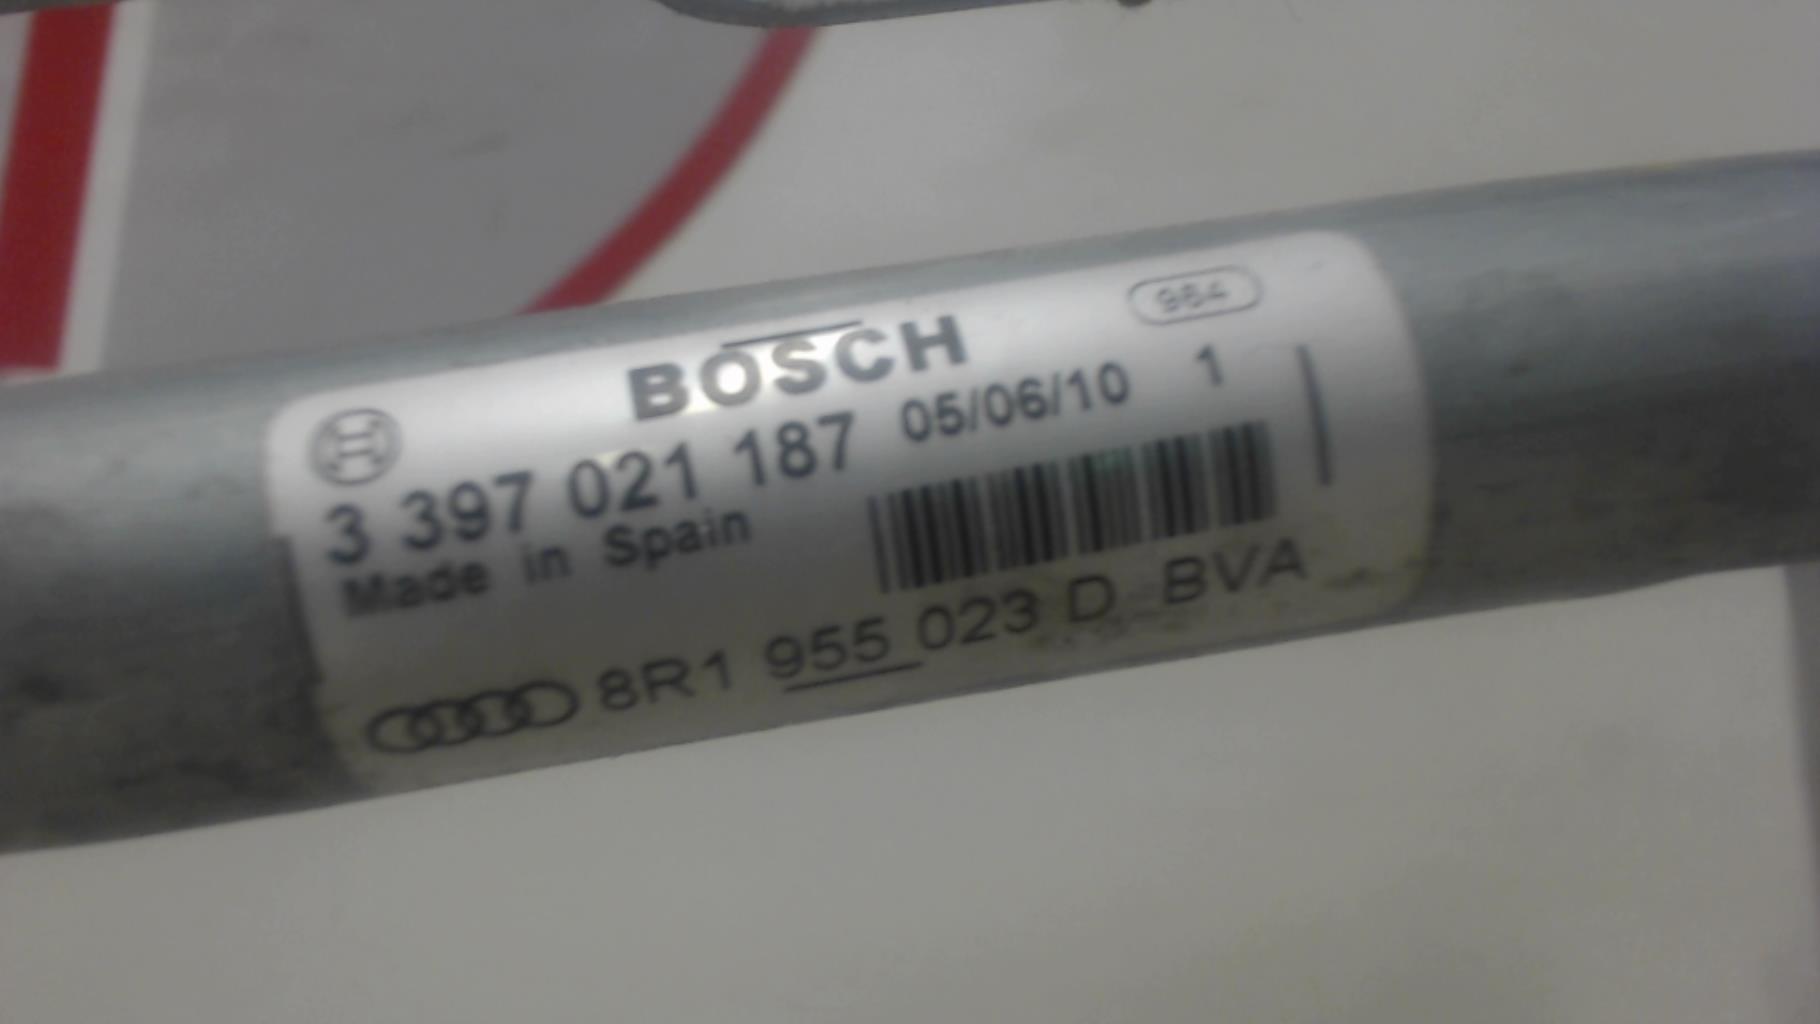 964
BOSCH
3 397 021 187 05/06/10 1
Made in Spain
8R1 955 023 D BVA